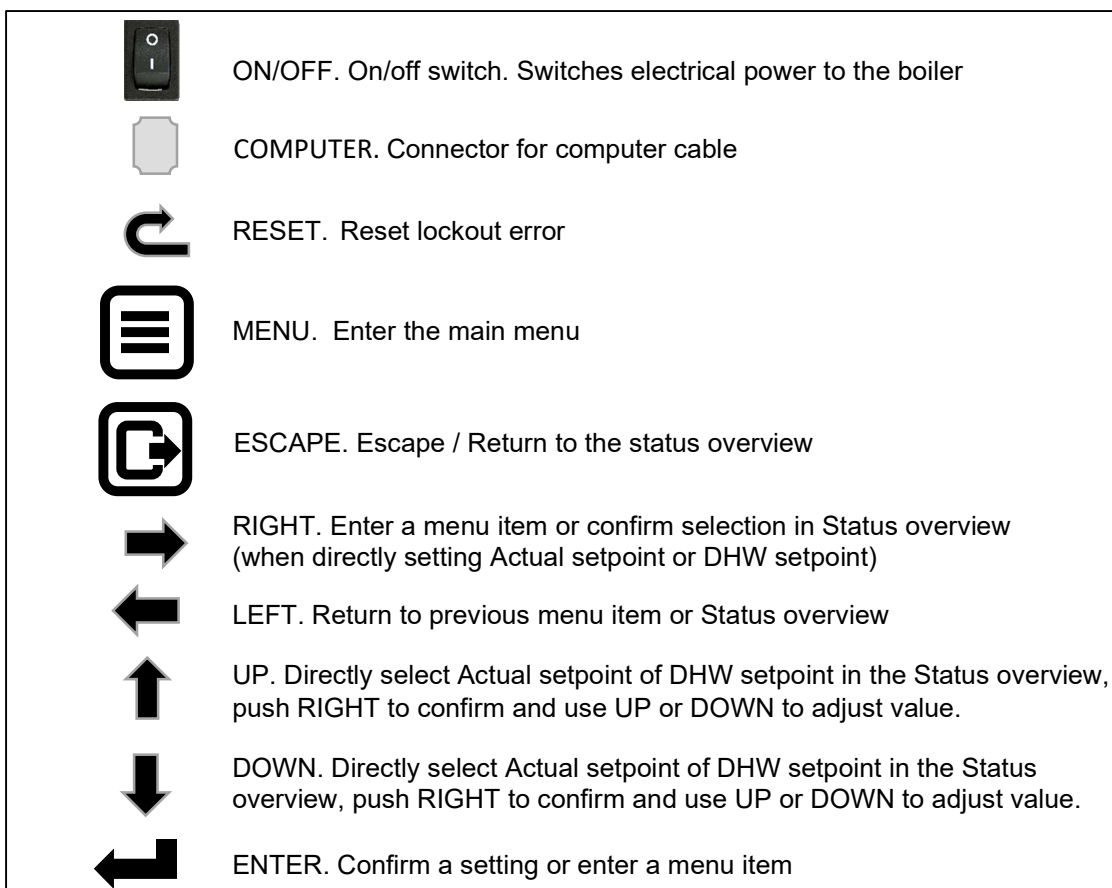 ON/OFF. On/off switch. Switches electrical power to the boiler
COMPUTER. Connector for computer cable
RESET. Reset lockout error
MENU. Enter the main menu
ESCAPE. Escape / Return to the status overview
RIGHT. Enter a menu item or confirm selection in Status overview
(when directly setting Actual setpoint or DHW setpoint)
LEFT. Return to previous menu item or Status overview
UP. Directly select Actual setpoint of DHW setpoint in the Status overview,
push RIGHT to confirm and use UP or DOWN to adjust value.
DOWN. Directly select Actual setpoint of DHW setpoint in the Status
overview, push RIGHT to confirm and use UP or DOWN to adjust value.
ENTER. Confirm a setting or enter a menu item